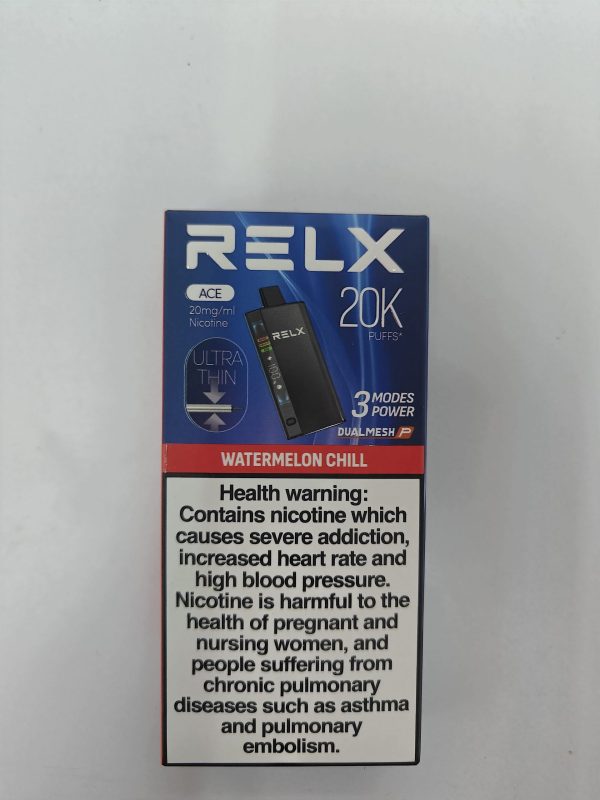 RELX
ACE
20mg/ml
Nicotine
20K
PUFFS*
ULTRA
THIN
RELX
100
3 MODES
POWER
DUALMESH P
WATERMELON CHILL
Health warning:
Contains nicotine which
causes severe addiction,
increased heart rate and
high blood pressure.
Nicotine is harmful to the
health of pregnant and
nursing women, and
people suffering from
chronic pulmonary
diseases such as asthma
and pulmonary
embolism.